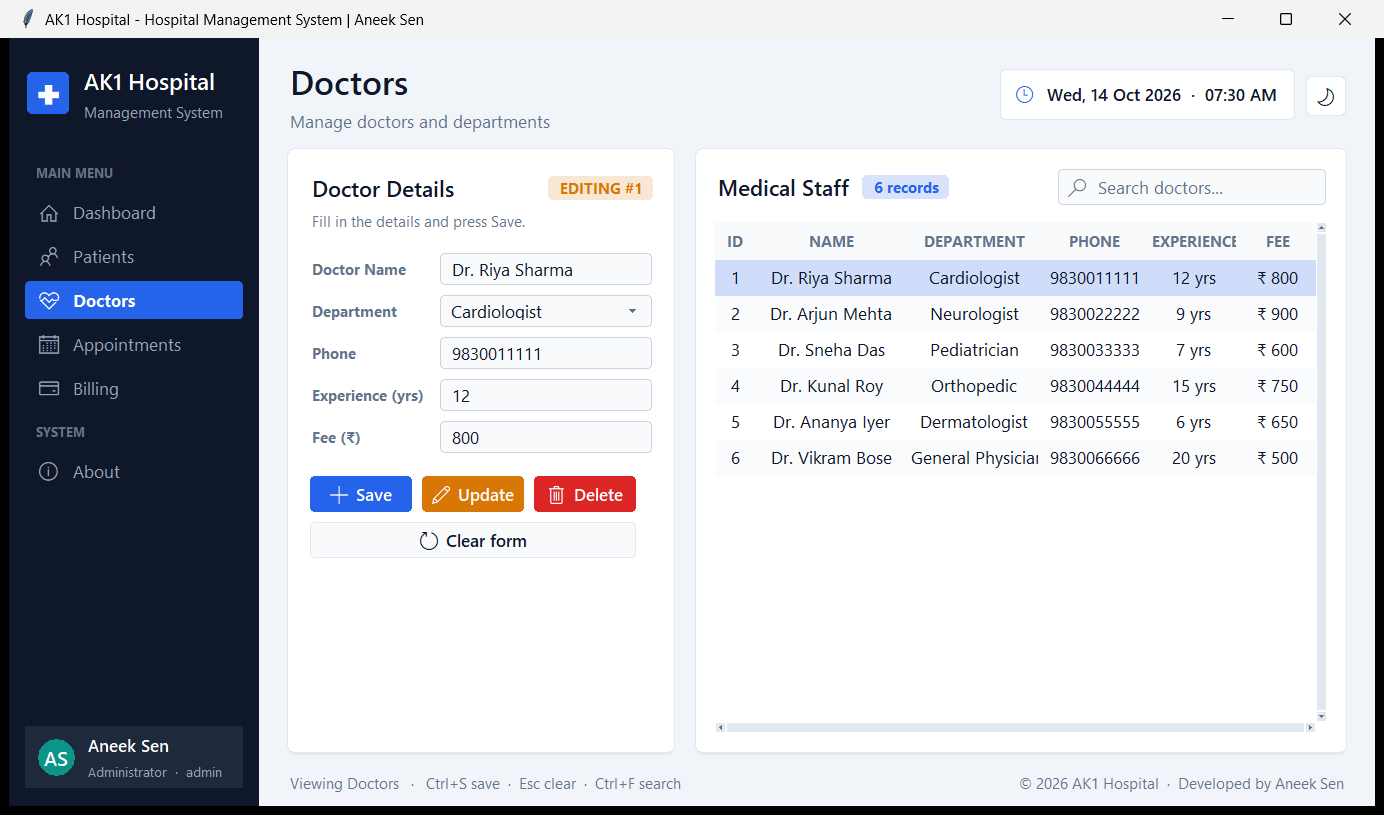 AK1 Hospital - Hospital Management System | Aneek Sen
AK1 Hospital
Management System
MAIN MENU
Dashboard
Patients
Doctors
Appointments
Billing
SYSTEM
About
AS
Aneek Sen
Administrator · admin
Doctors
Manage doctors and departments
Wed, 14 Oct 2026 · 07:30 AM
Doctor Details
EDITING #1
Fill in the details and press Save.
Doctor Name Dr. Riya Sharma
Department Cardiologist
Phone 9830011111
Experience (yrs) 12
Fee (₹) 800
Save Update Delete
Clear form
Medical Staff 6 records Search doctors...
ID NAME DEPARTMENT PHONE EXPERIENCE FEE
1 Dr. Riya Sharma Cardiologist 9830011111 12 yrs ₹ 800
2 Dr. Arjun Mehta Neurologist 9830022222 9 yrs ₹ 900
3 Dr. Sneha Das Pediatrician 9830033333 7 yrs ₹ 600
4 Dr. Kunal Roy Orthopedic 9830044444 15 yrs ₹ 750
5 Dr. Ananya Iyer Dermatologist 9830055555 6 yrs ₹ 650
6 Dr. Vikram Bose General Physician 9830066666 20 yrs ₹ 500
Viewing Doctors · Ctrl+S save · Esc clear · Ctrl+F search
© 2026 AK1 Hospital · Developed by Aneek Sen